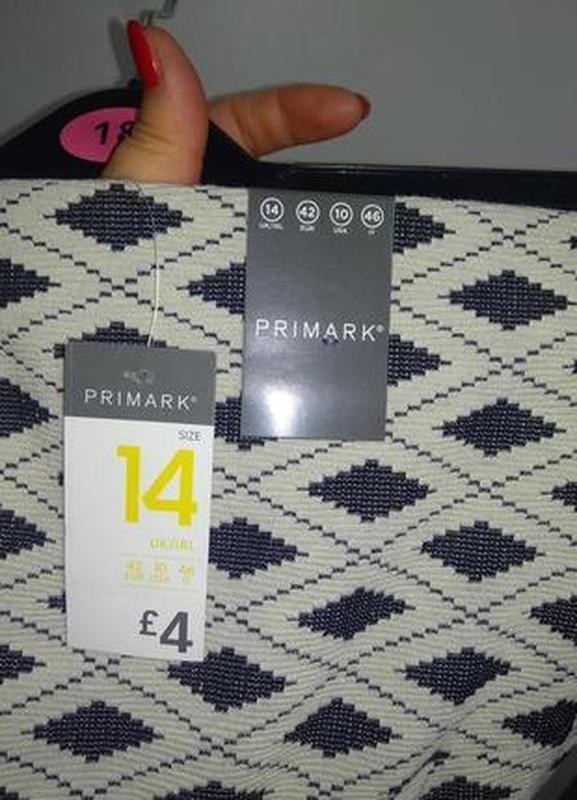 18
14 42 10 46
UK/IRL EUR USA IT
PRIMARK®
PRIMARK®
SIZE
14
UK/IRL
42 10 46
EUR USA IT
£4